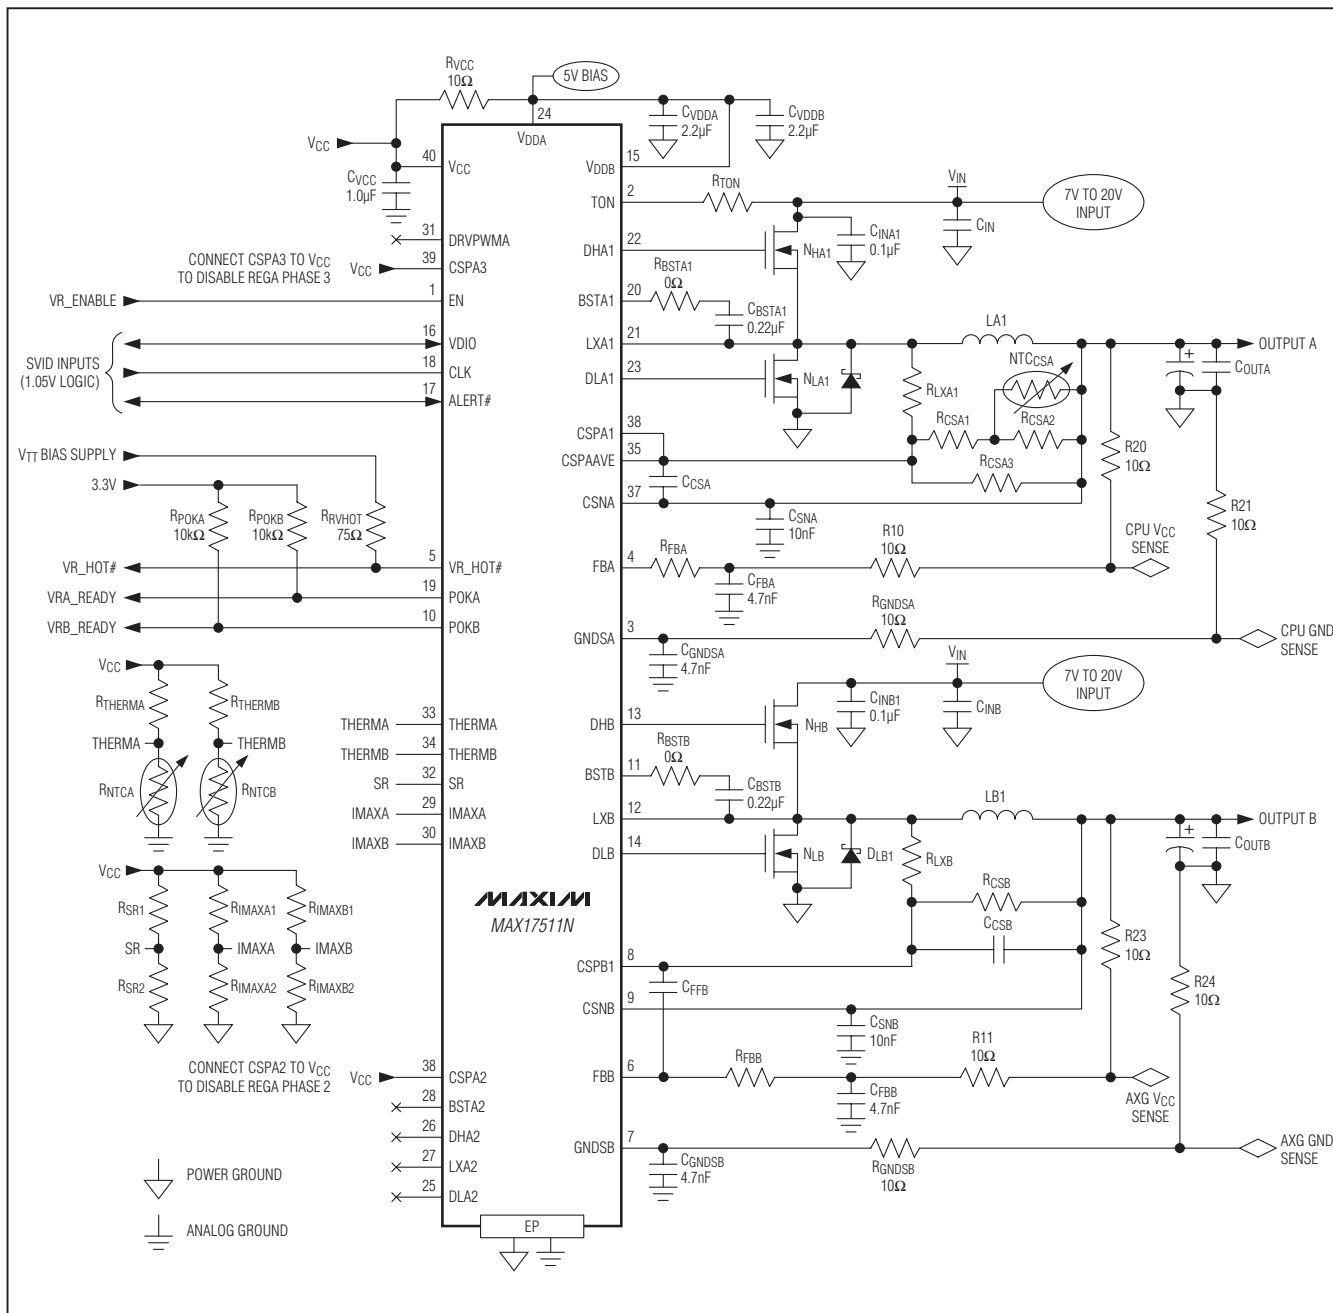 RVCC
10Ω
5V BIAS
24
VDDA
CVDDA
2.2µF
CVDDB
2.2µF
VCC
40
VCC
CVCC
1.0µF
15
VDDB
2
TON
RTON
VIN
7V TO 20V
INPUT
CIN
31
DRVPWMA
22
DHA1
NHA1
CINA1
0.1µF
CONNECT CSPA3 TO VCC
TO DISABLE REGA PHASE 3
VCC
39
CSPA3
RBSTA1
0Ω
VR_ENABLE
1
EN
20
BSTA1
CBSTA1
0.22µF
SVID INPUTS
(1.05V LOGIC)
16
VDIO
18
CLK
17
ALERT#
21
LXA1
LA1
OUTPUT A
23
DLA1
NLA1
RLXA1
NTCCSA
+
COUTA
38
CSPA1
35
CSPAAVE
RCSA1
RCSA2
RCSA3
R20
10Ω
VTT BIAS SUPPLY
3.3V
CCSA
37
CSNA
CSNA
10nF
R21
10Ω
RPOKA
10kΩ
RPOKB
10kΩ
RRVHOT
75Ω
VR_HOT#
5
VR_HOT#
4
FBA
RFBA
R10
10Ω
CPU VCC
SENSE
CFBA
4.7nF
VRA_READY
19
POKA
VRB_READY
10
POKB
3
GNDSA
RGNDSA
10Ω
CPU GND
SENSE
CGNDSA
4.7nF
VCC
RTHERMA
RTHERMB
THERMA
THERMB
RNTCA
RNTCB
VIN
7V TO 20V
INPUT
CINB1
0.1µF
CINB
THERMA
33
THERMA
THERMB
34
THERMB
SR
32
SR
IMAXA
29
IMAXA
IMAXB
30
IMAXB
13
DHB
NHB
RBSTB
0Ω
11
BSTB
CBSTB
0.22µF
12
LXB
LB1
OUTPUT B
14
DLB
NLB
DLB1
RLXB
+
COUTB
VCC
RSR1
RIMAXA1
RIMAXB1
SR
IMAXA
IMAXB
RSR2
RIMAXA2
RIMAXB2
MAXIM
MAX17511N
RCSB
CCSB
R23
10Ω
R24
10Ω
8
CSPB1
CFFB
9
CSNB
CSNB
10nF
CONNECT CSPA2 TO VCC
TO DISABLE REGA PHASE 2
VCC
38
CSPA2
28
BSTA2
26
DHA2
27
LXA2
25
DLA2
6
FBB
RFBB
R11
10Ω
CFBB
4.7nF
AXG VCC
SENSE
7
GNDSB
CGNDSB
4.7nF
RGNDSB
10Ω
AXG GND
SENSE
POWER GROUND
ANALOG GROUND
EP